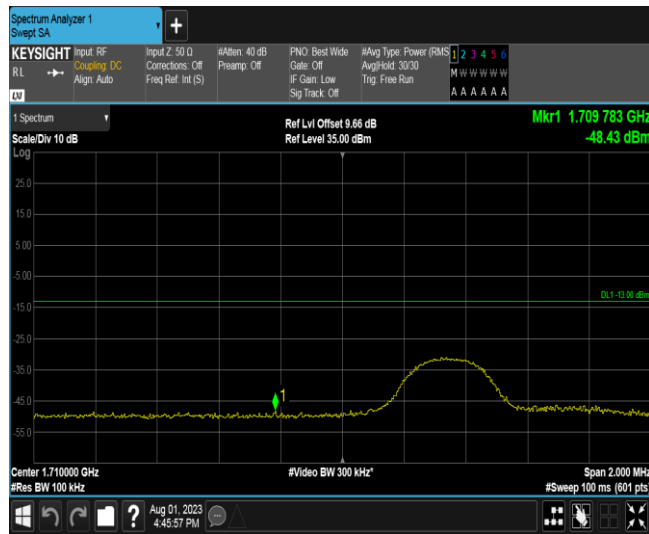 Spectrum Analyzer 1
Swept SA
+
KEYSIGHT
RL
LXI
Input: RF
Coupling: DC
Align: Auto
Input Z: 50 Ω
Corrections: Off
Freq Ref: Int (S)
#Atten: 40 dB
Preamp: Off
PNO: Best Wide
Gate: Off
IF Gain: Low
Sig Track: Off
#Avg Type: Power (RMS
Avg|Hold: 30/30
Trig: Free Run
1 2 3 4 5 6
M W W W W W
A A A A A A
1 Spectrum
Scale/Div 10 dB
Ref Lvl Offset 9.66 dB
Ref Level 35.00 dBm
Mkr1 1.709 783 GHz
-48.43 dBm
Log
25.0
15.0
5.00
-5.00
DL1 -13.00 dBm
-15.0
-25.0
-35.0
-45.0
1
-55.0
Center 1.710000 GHz
#Video BW 300 kHz*
Span 2.000 MHz
#Res BW 100 kHz
#Sweep 100 ms (601 pts
?
Aug 01, 2023
4:45:57 PM